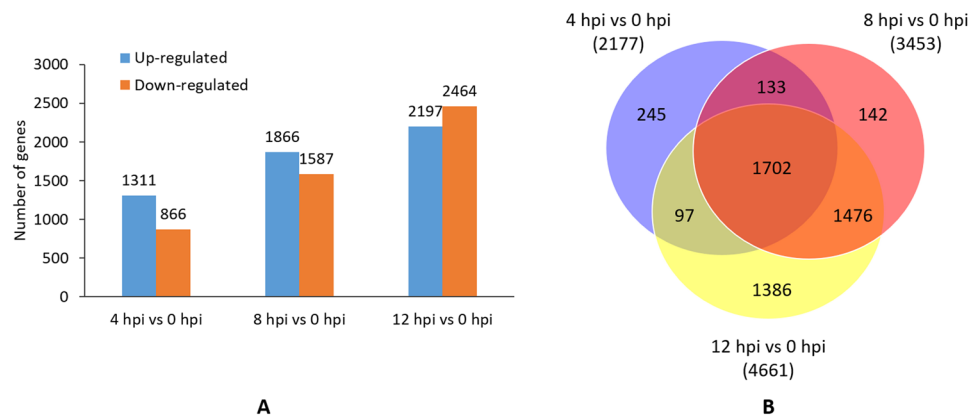 Up-regulated
Down-regulated
Number of genes
3000
2500
2000
1500
1000
500
0
1311
866
1866
1587
2197
2464
4 hpi vs 0 hpi
8 hpi vs 0 hpi
12 hpi vs 0 hpi
A
4 hpi vs 0 hpi
(2177)
8 hpi vs 0 hpi
(3453)
245
133
142
1702
97
1476
1386
12 hpi vs 0 hpi
(4661)
B